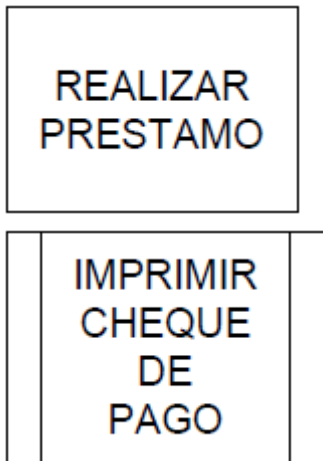 REALIZAR
PRESTAMO
IMPRIMIR
CHEQUE
DE
PAGO